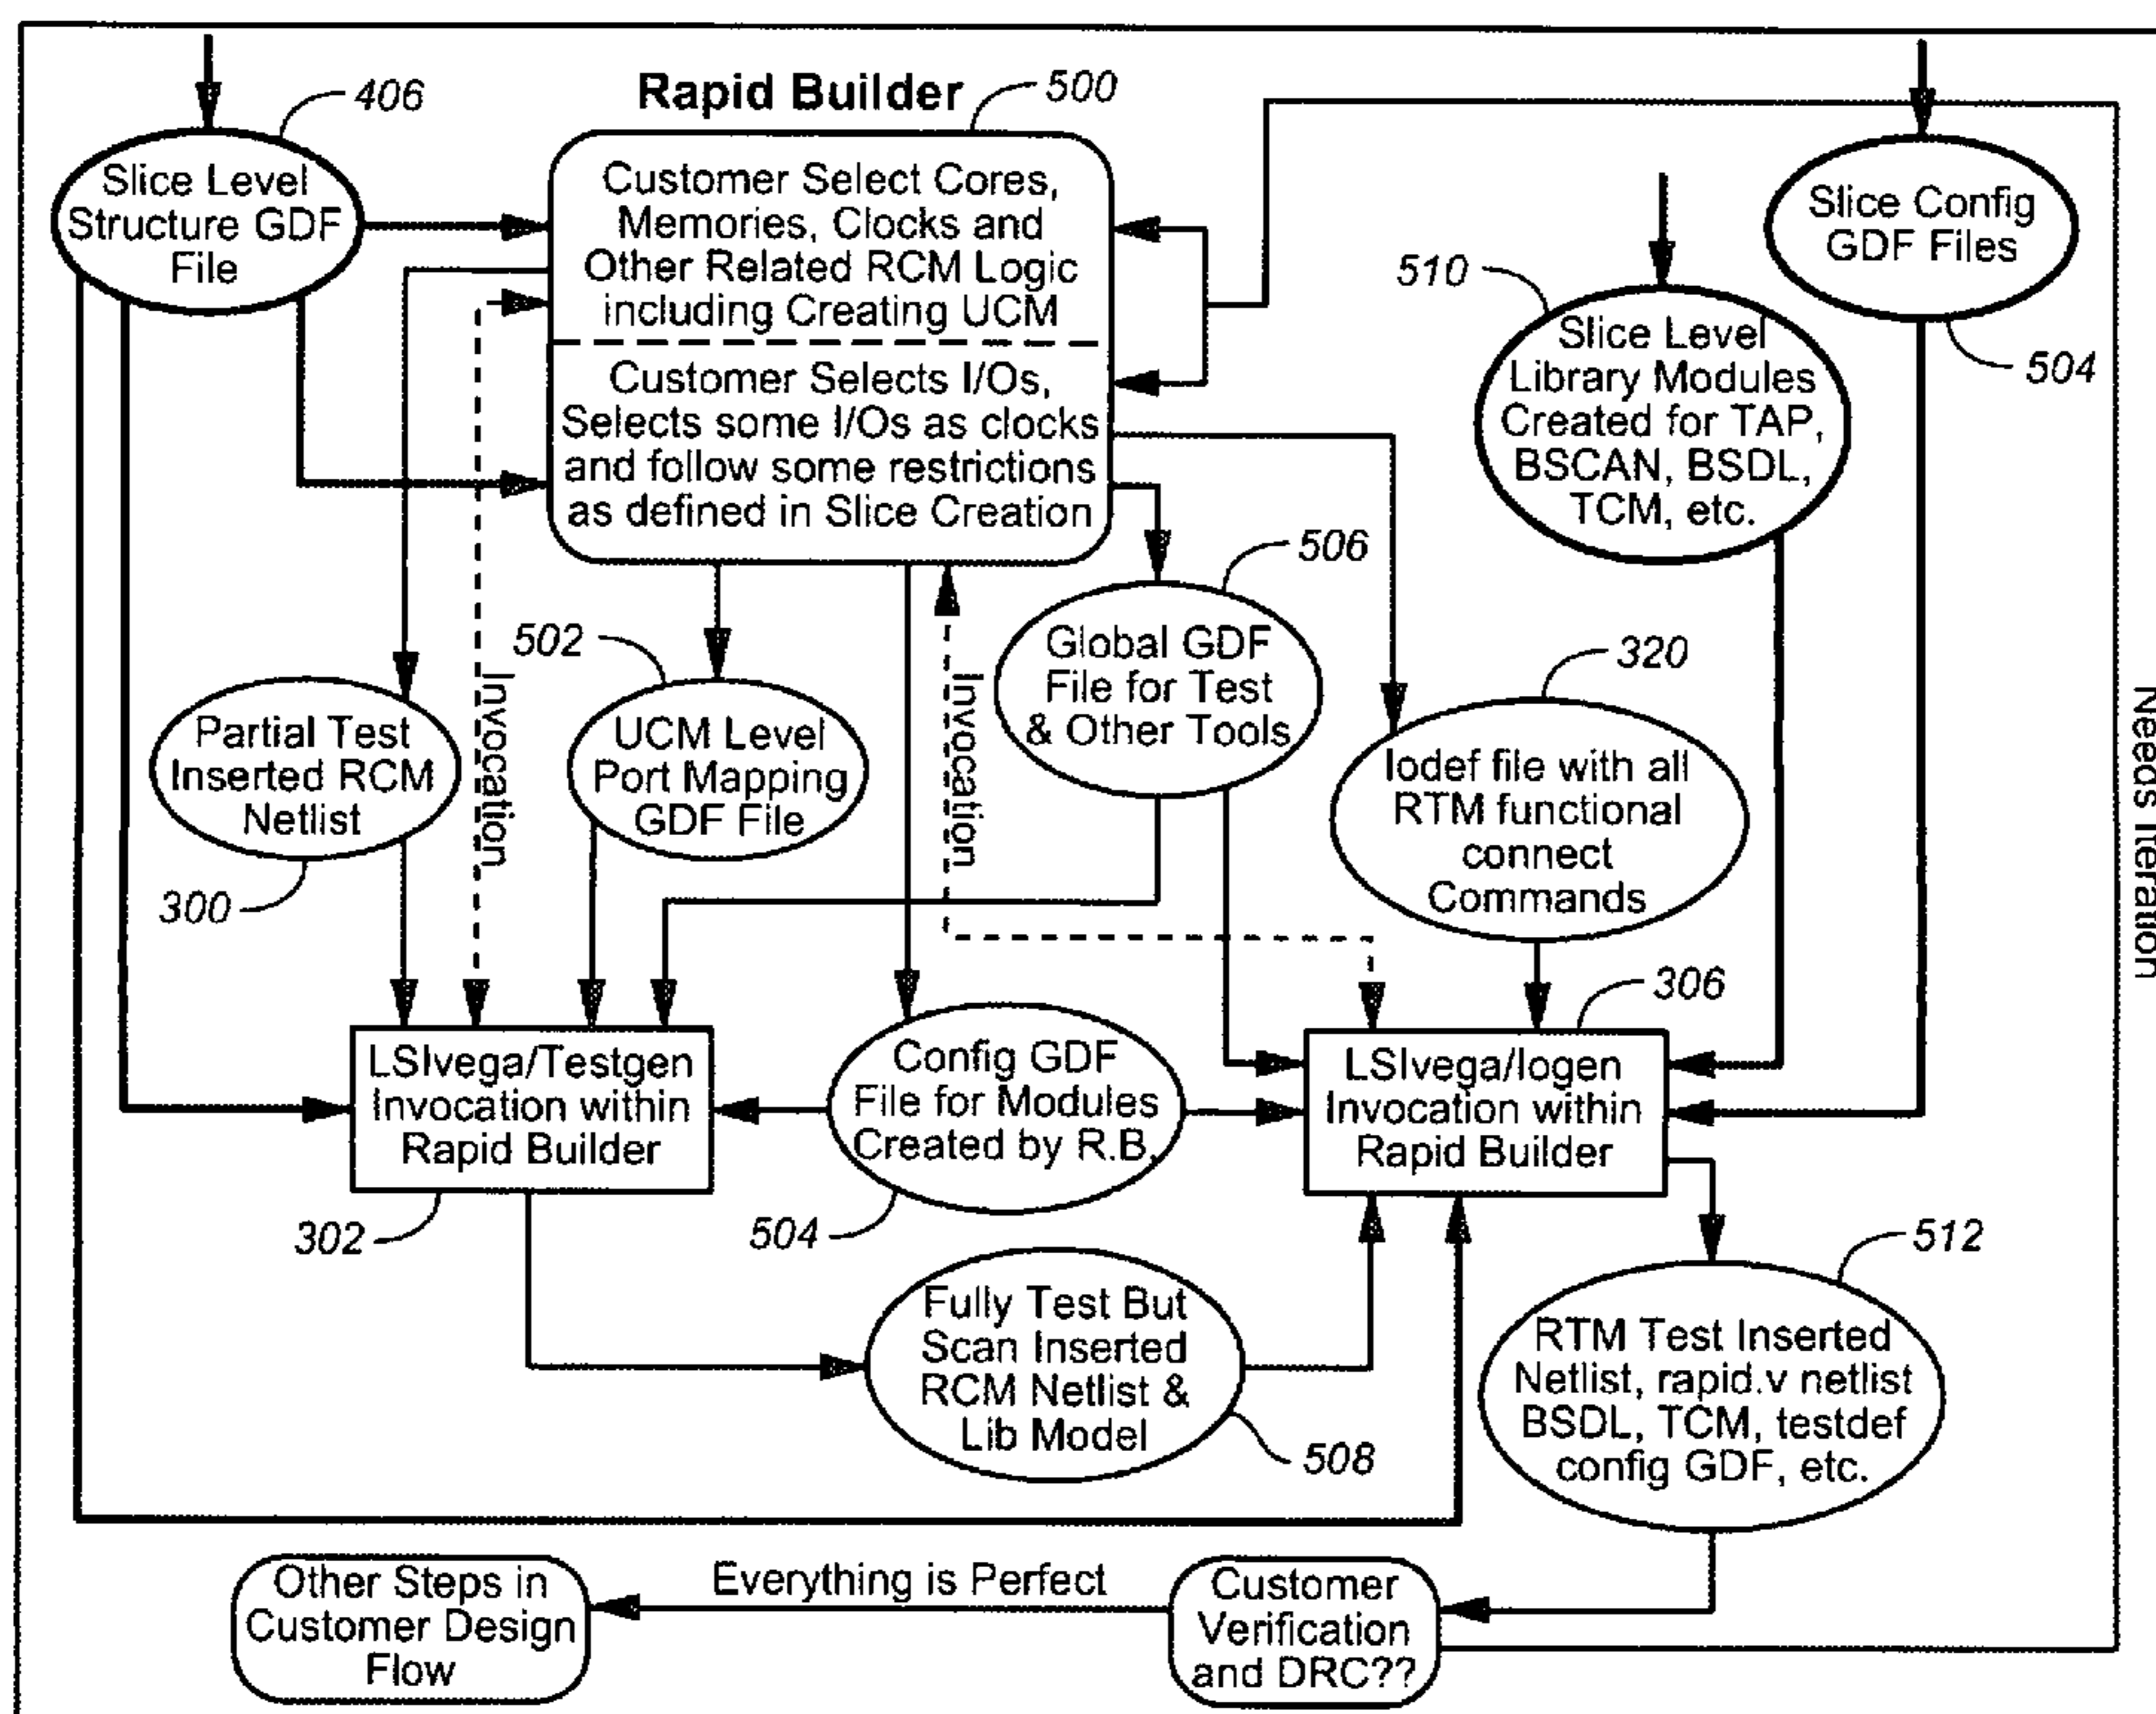 Rapid Builder
500
406
Slice Level
Structure GDF
File
Customer Select Cores,
Memories, Clocks and
Other Related RCM Logic
including Creating UCM
Customer Selects I/Os,
Selects some I/Os as clocks
and follow some restrictions
as defined in Slice Creation
510
Slice Level
Library Modules
Created for TAP,
BSCAN, BSDL,
TCM, etc.
Slice Config
GDF Files
504
Needs Iteration
Partial Test
Inserted RCM
Netlist
300
Invocation
502
UCM Level
Port Mapping
GDF File
Invocation
506
Global GDF
File for Test
& Other Tools
320
Iodef file with all
RTM functional
connect
Commands
LSIvega/Testgen
Invocation within
Rapid Builder
302
Config GDF
File for Modules
Created by R.B.
504
306
LSIvega/Iogen
Invocation within
Rapid Builder
Fully Test But
Scan Inserted
RCM Netlist &
Lib Model
508
512
RTM Test Inserted
Netlist, rapid.v netlist
BSDL, TCM, testdef
config GDF, etc.
Other Steps in
Customer Design
Flow
Everything is Perfect
Customer
Verification
and DRC??